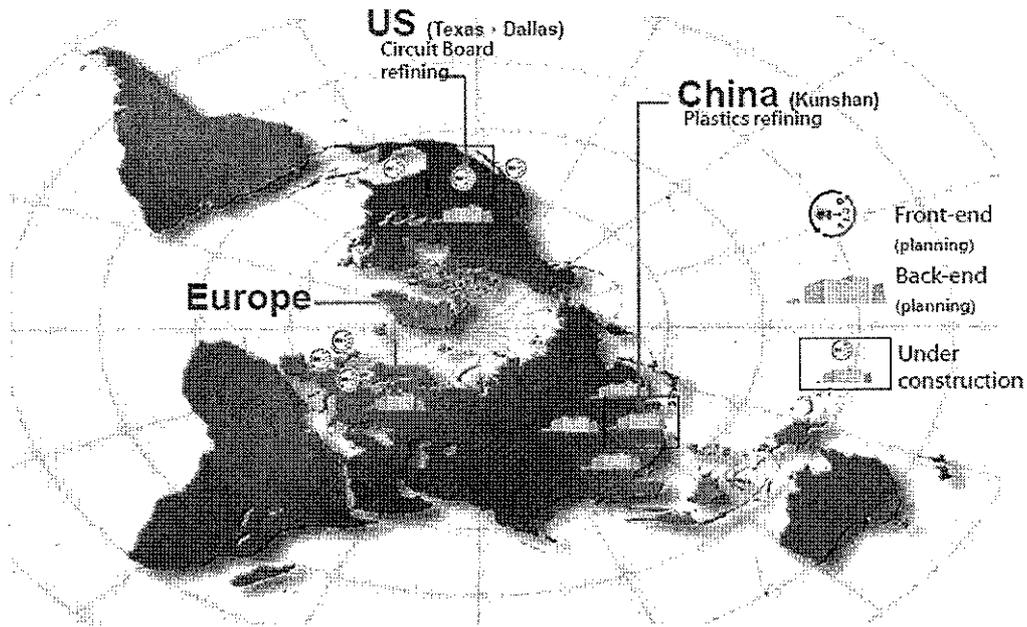 US (Texas・Dallas)
Circuit Board
refining
China (Kunshan)
Plastics refining
Front-end
(planning)
Europe
Back-end
(planning)
Under
construction